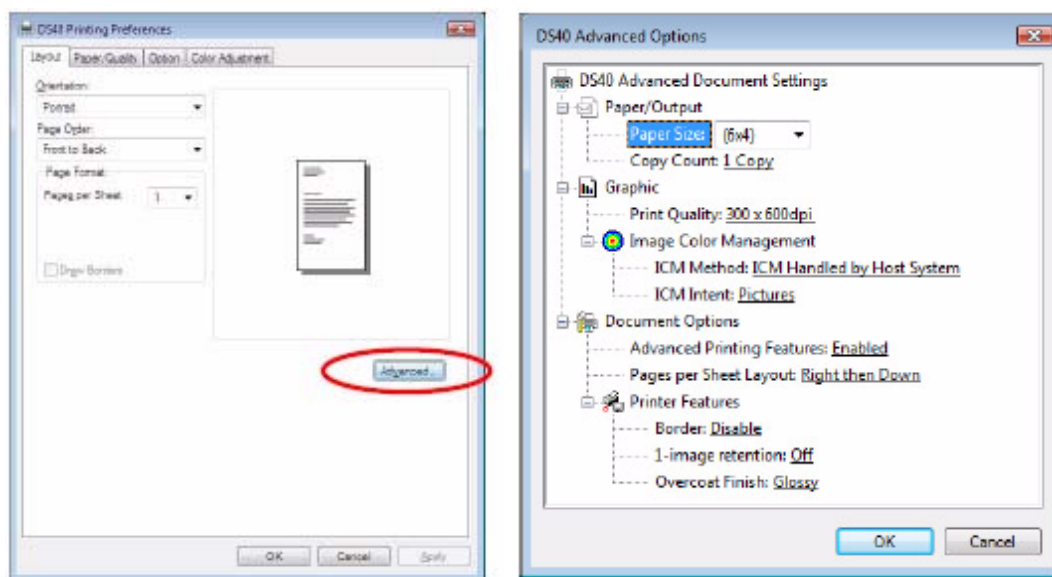 DS40 Printing Preferences
Layout Paper/Quality Option Color Adjustment
Orientation:
Portrait
Page Order:
Front to Back
Page Format
Pages per Sheet 1
Draw Borders
Advanced...
OK Cancel Apply
DS40 Advanced Options
DS40 Advanced Document Settings
Paper/Output
Paper Size: (6x4)
Copy Count: 1 Copy
Graphic
Print Quality: 300 x 600dpi
Image Color Management
ICM Method: ICM Handled by Host System
ICM Intent: Pictures
Document Options
Advanced Printing Features: Enabled
Pages per Sheet Layout: Right then Down
Printer Features
Border: Disable
1-image retention: Off
Overcoat Finish: Glossy
OK Cancel